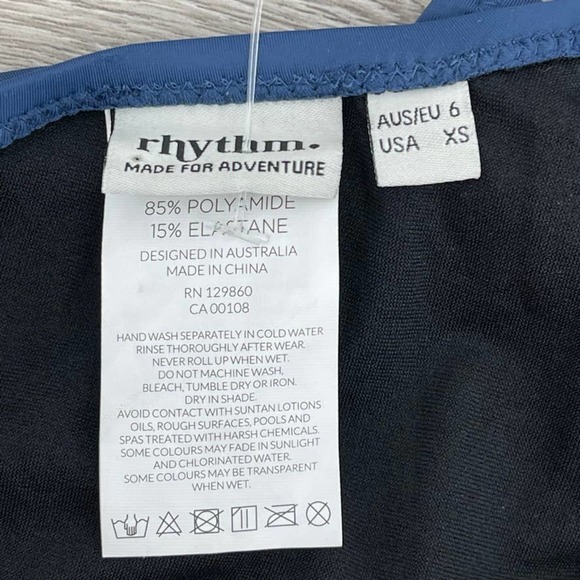 rhythm.
MADE FOR ADVENTURE
AUS/EU 6
USA XS
85% POLYAMIDE
15% ELASTANE
DESIGNED IN AUSTRALIA
MADE IN CHINA
RN 129860
CA 00108
HAND WASH SEPARATELY IN COLD WATER
RINSE THOROUGHLY AFTER WEAR.
NEVER ROLL UP WHEN WET.
DO NOT MACHINE WASH,
BLEACH, TUMBLE DRY OR IRON.
DRY IN SHADE.
AVOID CONTACT WITH SUNTAN LOTIONS
OILS, ROUGH SURFACES, POOLS AND
SPAS TREATED WITH HARSH CHEMICALS.
SOME COLOURS MAY FADE IN SUNLIGHT
AND CHLORINATED WATER.
SOME COLOURS MAY BE TRANSPARENT
WHEN WET.